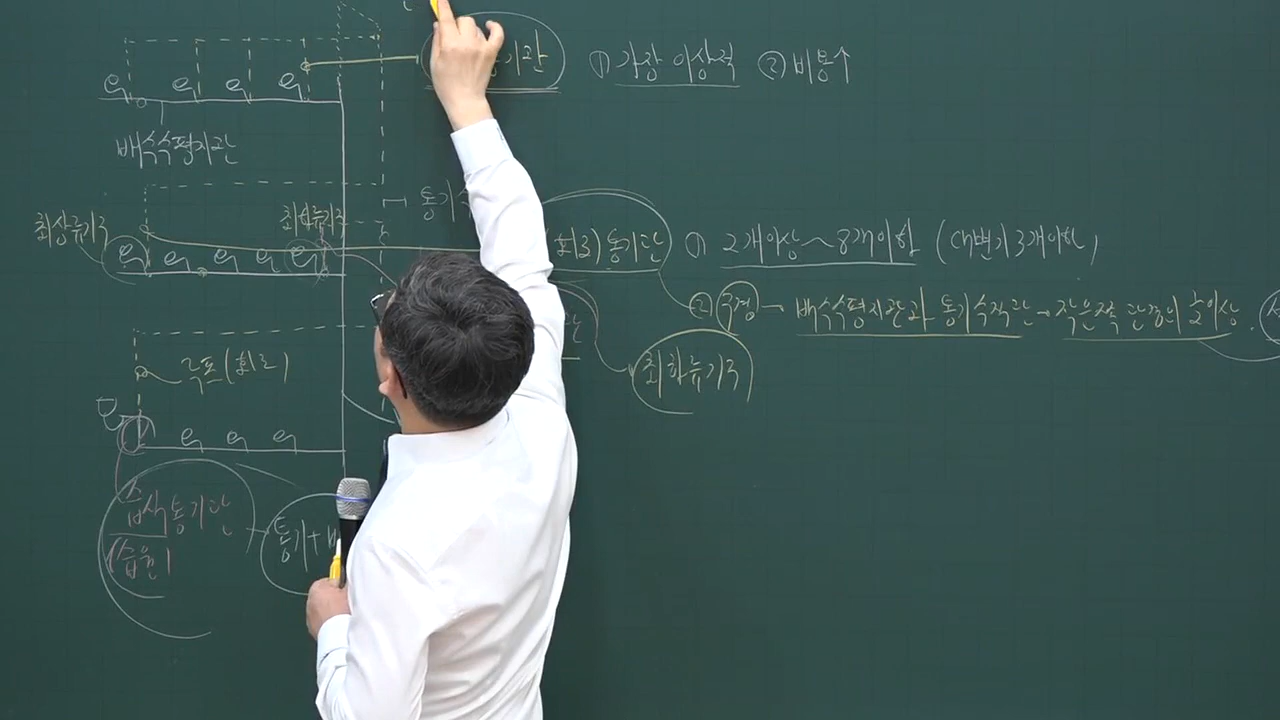 기관 ① 가장 이상적 ② 비용↑
배수수평지관
최상류기구
최하류기구
통기수
(회로)통기관 ① 2개이상~8개이하 (대변기3개이하)
② 구경 → 배수수평지관과 통기수직관 → 작은쪽 관경의 ½이상.
최하류기구
루프(회로)
습식통기관
(습윤)
통기+배